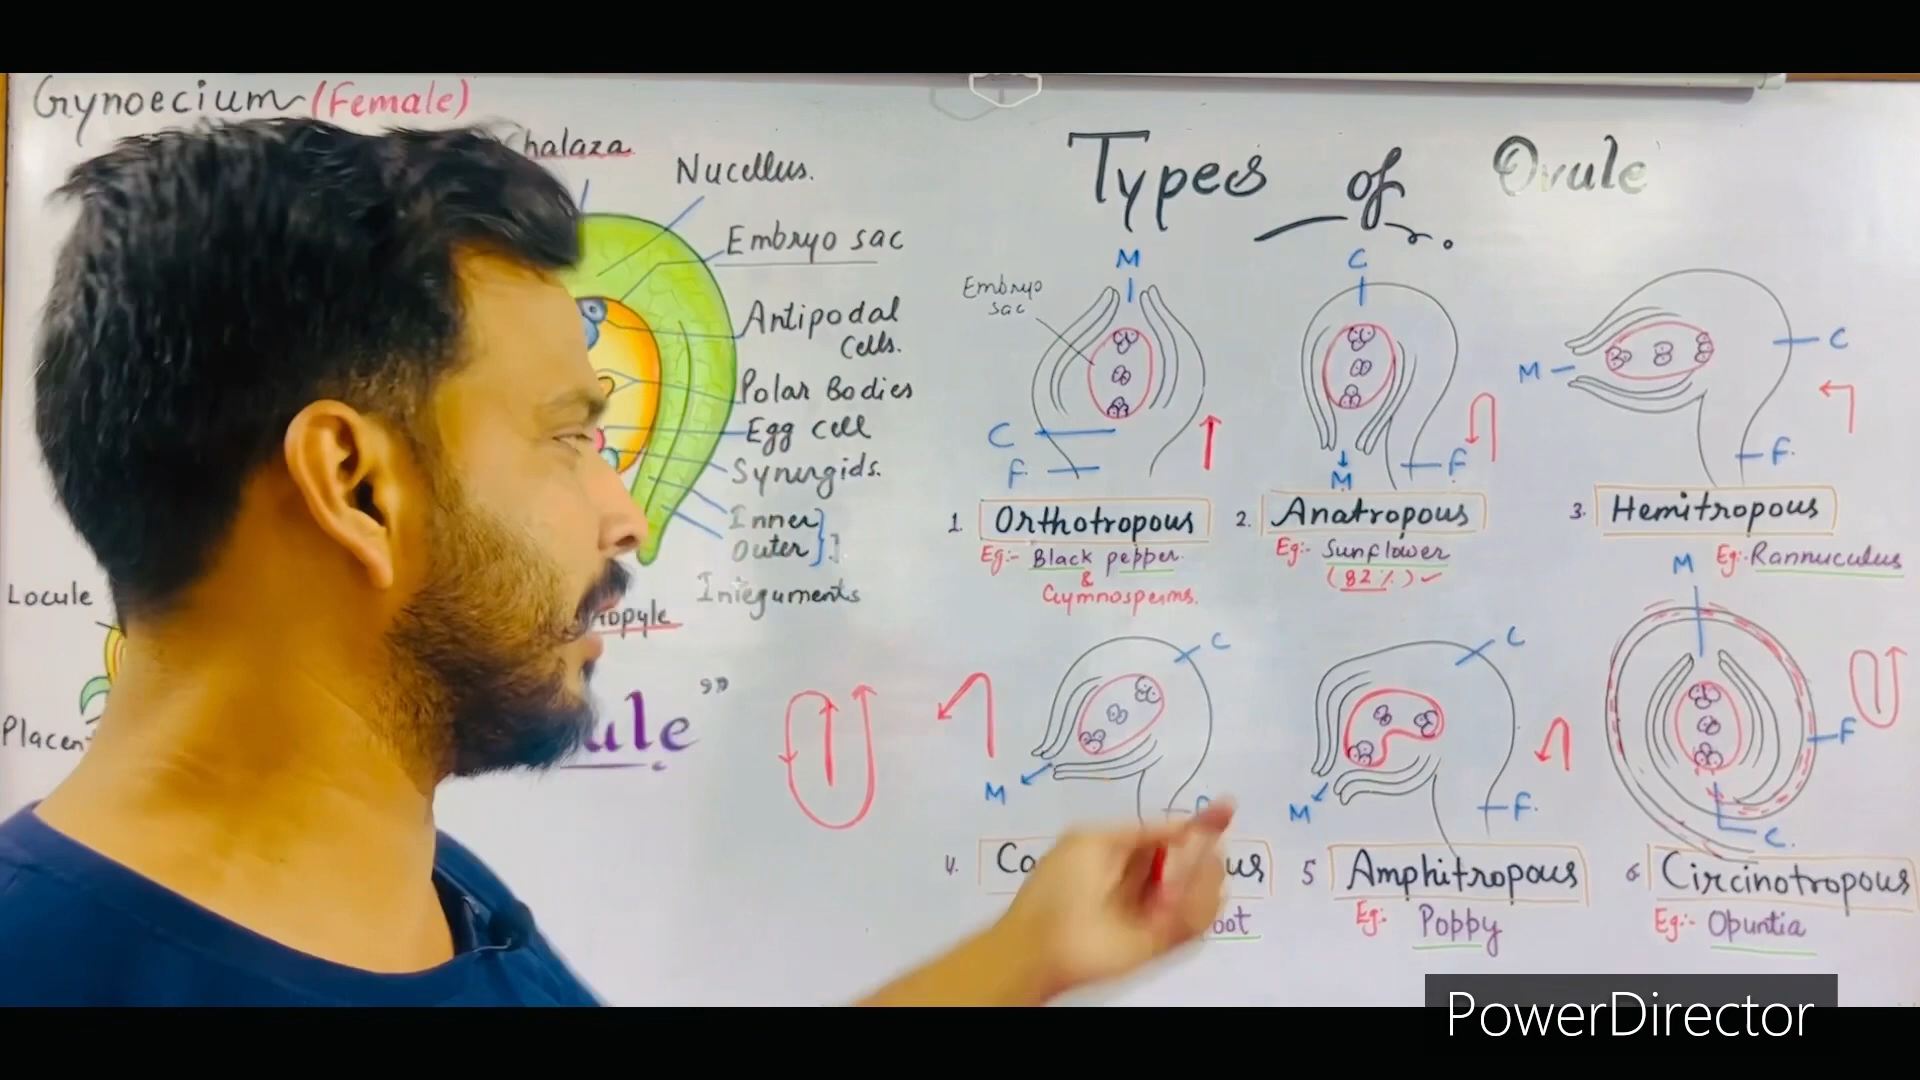 Gynoecium (Female)
Chalaza
Nucellus.
Embryo sac
Antipodal
Cells.
Polar Bodies
Egg cell
Synergids.
Inner
Outer
Integuments
Locule
Types of Ovule
M
Embryo
sac
C
F
1. Orthotropous
Eg:- Black pepper
&
Gymnosperms.
C
F
M
2. Anatropous
Eg:- Sunflower
(82%)
M
C
F.
3. Hemitropous
Eg:- Rannuculus
C
M
4.
C
M
F.
5 Amphitropous
Eg:- Poppy
M
F
C.
6 Circinotropous
Eg:- Opuntia
PowerDirector